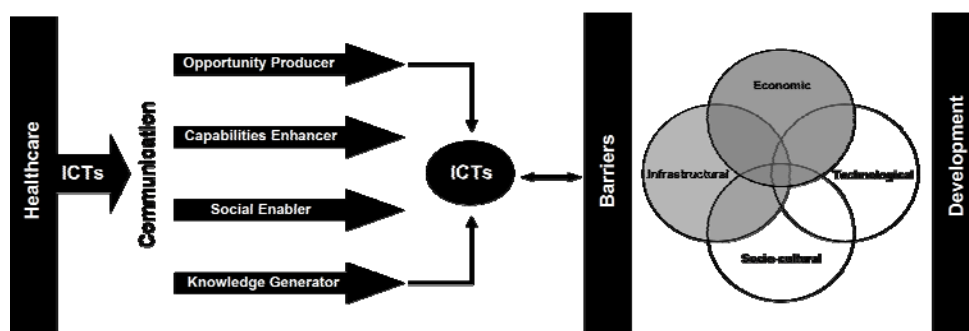 Healthcare
ICTs
Communication
Opportunity Producer
Capabilities Enhancer
Social Enabler
Knowledge Generator
ICTs
Barriers
Economic
Infrastructural
Technological
Socio-cultural
Development